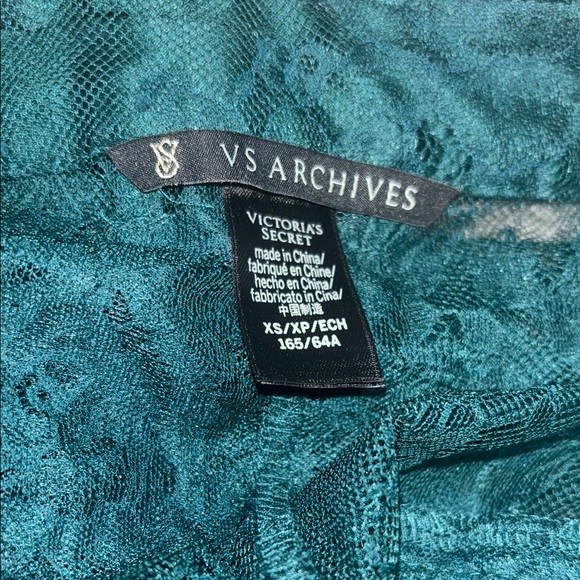 VS
VS ARCHIVES
VICTORIA'S
SECRET
made in China/
fabriqué en Chine/
hecho en China/
fabbricato in Cina/
中国制造
XS/XP/ECH
165/64A